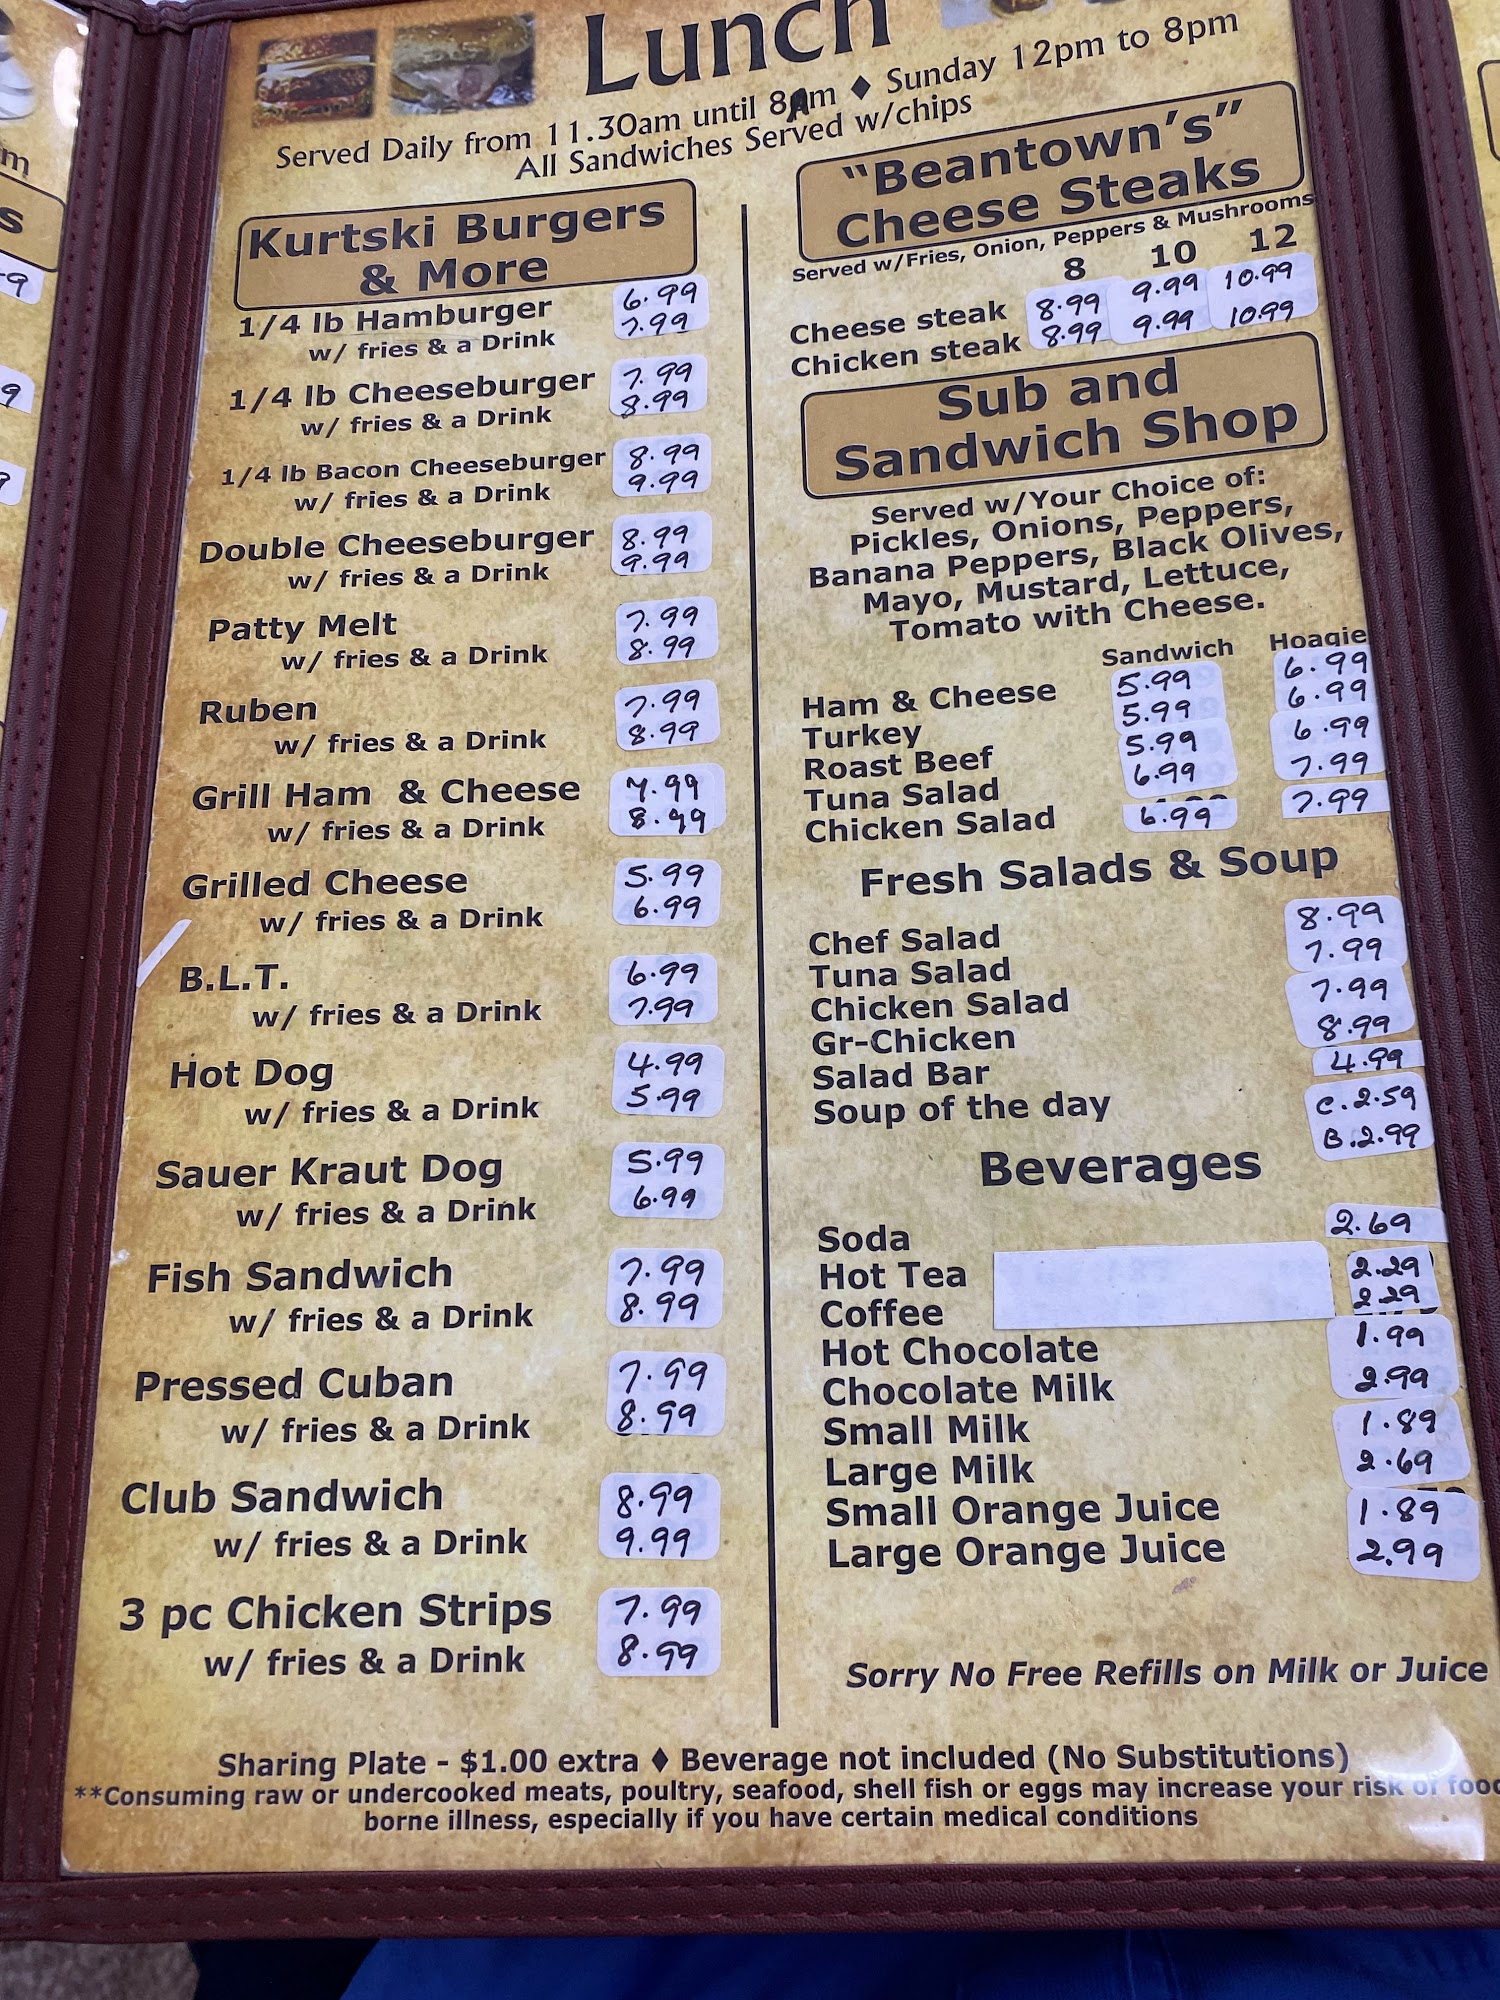 Lunch
Served Daily from 11.30am until 8pm ♦ Sunday 12pm to 8pm
All Sandwiches Served w/chips
Kurtski Burgers
& More
1/4 lb Hamburger 6.99
w/ fries & a Drink 7.99
1/4 lb Cheeseburger 7.99
w/ fries & a Drink 8.99
1/4 lb Bacon Cheeseburger 8.99
w/ fries & a Drink 9.99
Double Cheeseburger 8.99
w/ fries & a Drink 9.99
Patty Melt 7.99
w/ fries & a Drink 8.99
Ruben 7.99
w/ fries & a Drink 8.99
Grill Ham & Cheese 7.99
w/ fries & a Drink 8.99
Grilled Cheese 5.99
w/ fries & a Drink 6.99
B.L.T. 6.99
w/ fries & a Drink 7.99
Hot Dog 4.99
w/ fries & a Drink 5.99
Sauer Kraut Dog 5.99
w/ fries & a Drink 6.99
Fish Sandwich 7.99
w/ fries & a Drink 8.99
Pressed Cuban 7.99
w/ fries & a Drink 8.99
Club Sandwich 8.99
w/ fries & a Drink 9.99
3 pc Chicken Strips 7.99
w/ fries & a Drink 8.99
"Beantown's"
Cheese Steaks
Served w/Fries, Onion, Peppers & Mushrooms
8 10 12
Cheese steak 8.99 9.99 10.99
Chicken steak 8.99 9.99 10.99
Sub and
Sandwich Shop
Served w/Your Choice of:
Pickles, Onions, Peppers,
Banana Peppers, Black Olives,
Mayo, Mustard, Lettuce,
Tomato with Cheese.
Sandwich Hoagie
Ham & Cheese 5.99 6.99
Turkey 5.99 6.99
Roast Beef 5.99 6.99
Tuna Salad 6.99 7.99
Chicken Salad 6.99 7.99
Fresh Salads & Soup
Chef Salad 8.99
Tuna Salad 7.99
Chicken Salad 7.99
Gr-Chicken 8.99
Salad Bar 4.99
Soup of the day C.2.59
B.2.99
Beverages
Soda 2.69
Hot Tea 2.29
Coffee 2.29
Hot Chocolate 1.99
Chocolate Milk 2.99
Small Milk 1.89
Large Milk 2.69
Small Orange Juice 1.89
Large Orange Juice 2.99
Sorry No Free Refills on Milk or Juice
Sharing Plate - $1.00 extra ♦ Beverage not included (No Substitutions)
**Consuming raw or undercooked meats, poultry, seafood, shell fish or eggs may increase your risk of food
borne illness, especially if you have certain medical conditions